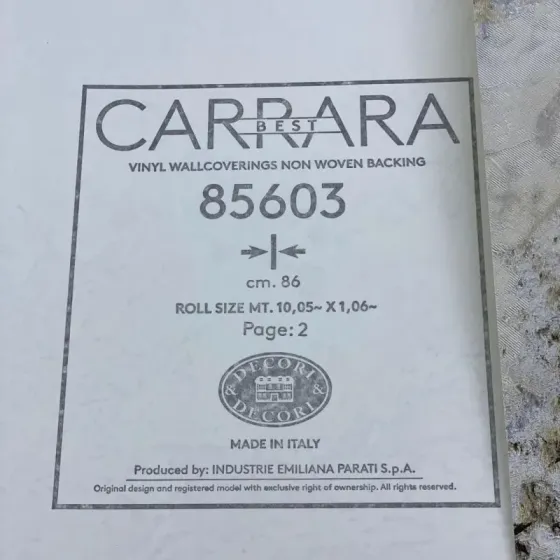 CARRARA
BEST
VINYL WALLCOVERINGS NON WOVEN BACKING
85603
cm. 86
ROLL SIZE MT. 10,05~ X 1,06~
Page: 2
& DECORI &
DECORI
MADE IN ITALY
Produced by: INDUSTRIE EMILIANA PARATI S.p.A.
Original design and registered model with exclusive right of ownership. All rights reserved.